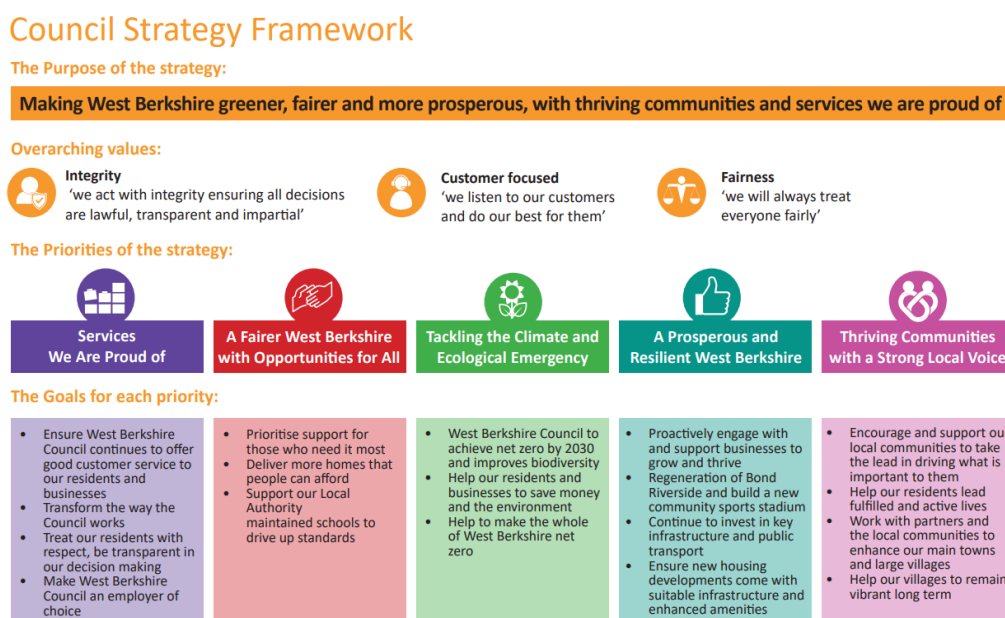 Council Strategy Framework
The Purpose of the strategy:
Making West Berkshire greener, fairer and more prosperous, with thriving communities and services we are proud of
Overarching values:
Integrity
‘we act with integrity ensuring all decisions
are lawful, transparent and impartial’
Customer focused
‘we listen to our customers
and do our best for them’
Fairness
‘we will always treat
everyone fairly’
The Priorities of the strategy:
Services
We Are Proud of
A Fairer West Berkshire
with Opportunities for All
Tackling the Climate and
Ecological Emergency
A Prosperous and
Resilient West Berkshire
Thriving Communities
with a Strong Local Voice
The Goals for each priority:
• Ensure West Berkshire
Council continues to offer
good customer service to
our residents and
businesses
• Transform the way the
Council works
• Treat our residents with
respect, be transparent in
our decision making
• Make West Berkshire
Council an employer of
choice
• Prioritise support for
those who need it most
• Deliver more homes that
people can afford
• Support our Local
Authority
maintained schools to
drive up standards
• West Berkshire Council to
achieve net zero by 2030
and improves biodiversity
• Help our residents and
businesses to save money
and the environment
• Help to make the whole
of West Berkshire net
zero
• Proactively engage with
and support businesses to
grow and thrive
• Regeneration of Bond
Riverside and build a new
community sports stadium
• Continue to invest in key
infrastructure and public
transport
• Ensure new housing
developments come with
suitable infrastructure and
enhanced amenities
• Encourage and support ou
local communities to take
the lead in driving what is
important to them
• Help our residents lead
fulfilled and active lives
• Work with partners and
the local communities to
enhance our main towns
and large villages
• Help our villages to remain
vibrant long term